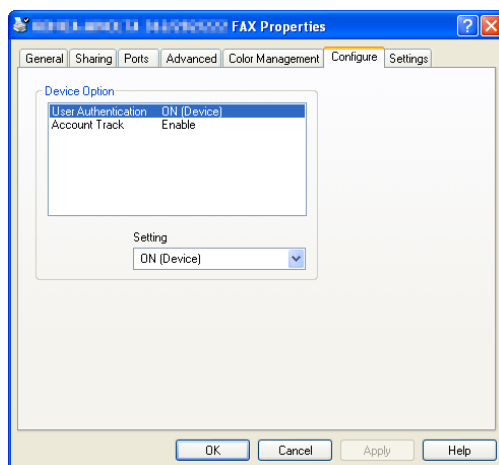 FAX Properties
General Sharing Ports Advanced Color Management Configure Settings
Device Option
User Authentication ON (Device)
Account Track Enable
Setting
ON (Device)
OK Cancel Apply Help